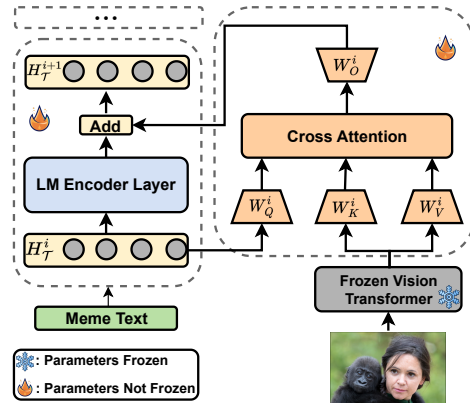 ...
H_T^{i+1}
W_O^i
Add
Cross Attention
LM Encoder Layer
W_Q^i
W_K^i
W_V^i
H_T^i
Frozen Vision
Transformer
Meme Text
: Parameters Frozen
: Parameters Not Frozen